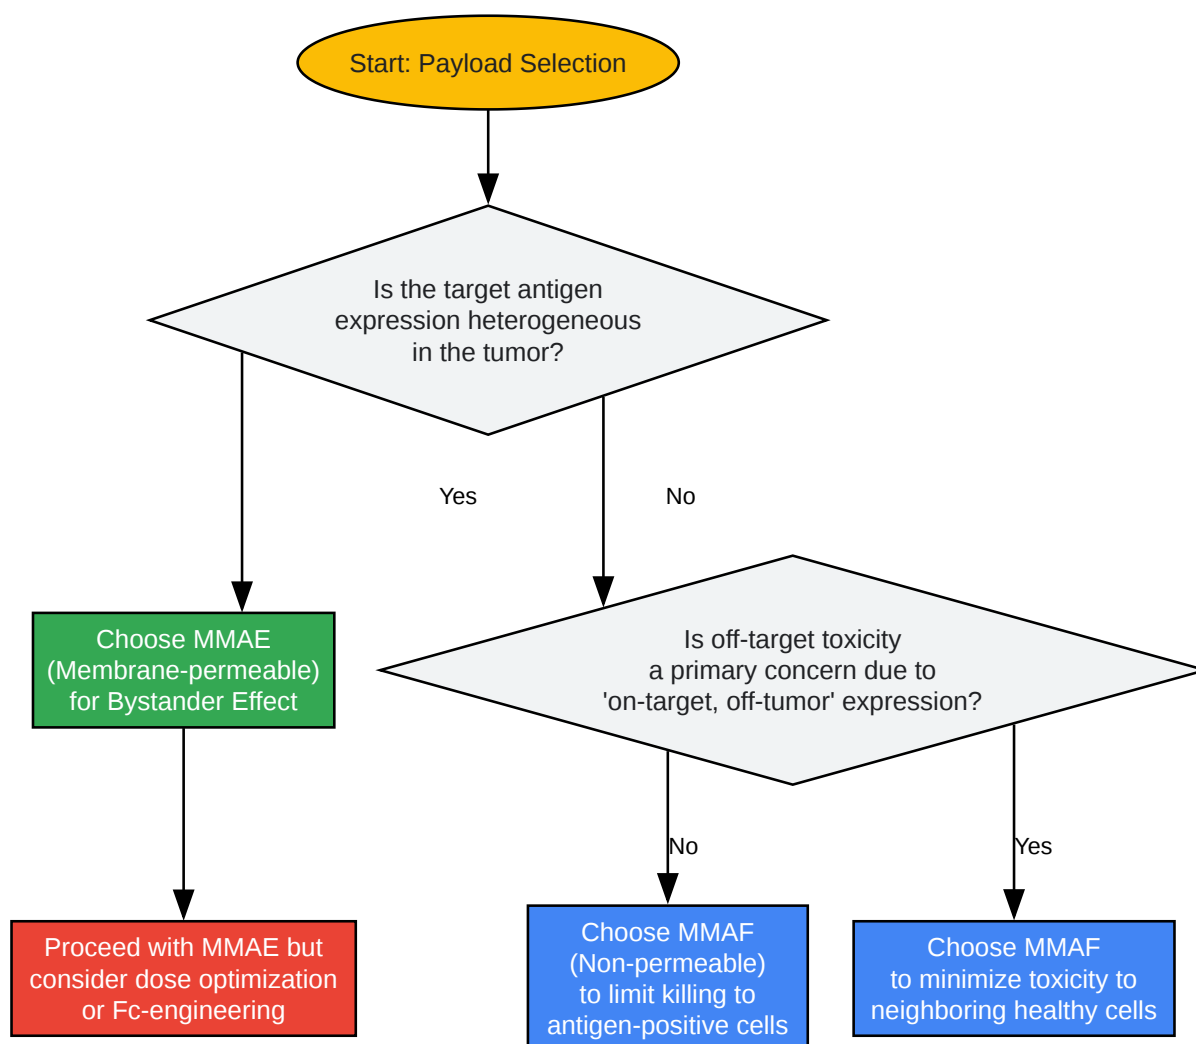 Start: Payload Selection
Is the target antigen
expression heterogeneous
in the tumor?
Yes
No
Choose MMAE
(Membrane-permeable)
for Bystander Effect
Is off-target toxicity
a primary concern due to
'on-target, off-tumor' expression?
No
Yes
Proceed with MMAE but
consider dose optimization
or Fc-engineering
Choose MMAF
(Non-permeable)
to limit killing to
antigen-positive cells
Choose MMAF
to minimize toxicity to
neighboring healthy cells